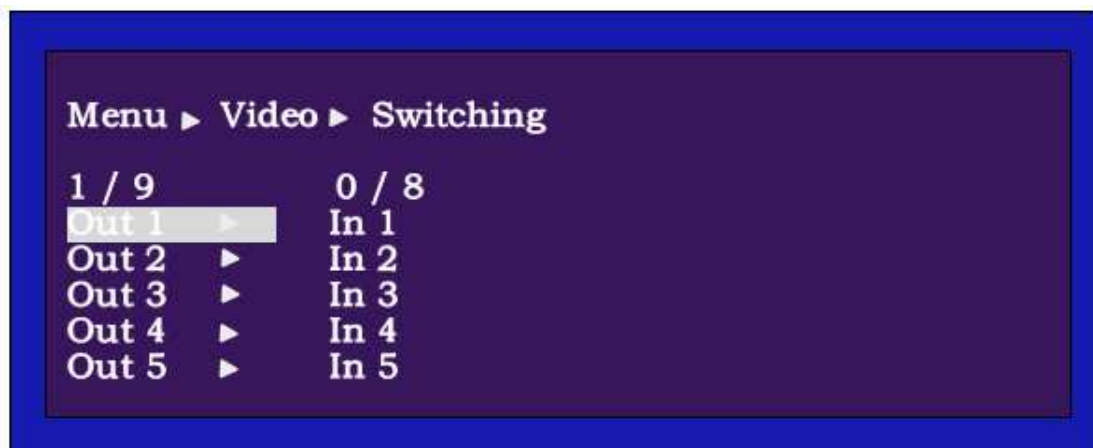 Menu ▶ Video ▶ Switching
1 / 9 0 / 8
Out 1 ▶ In 1
Out 2 ▶ In 2
Out 3 ▶ In 3
Out 4 ▶ In 4
Out 5 ▶ In 5